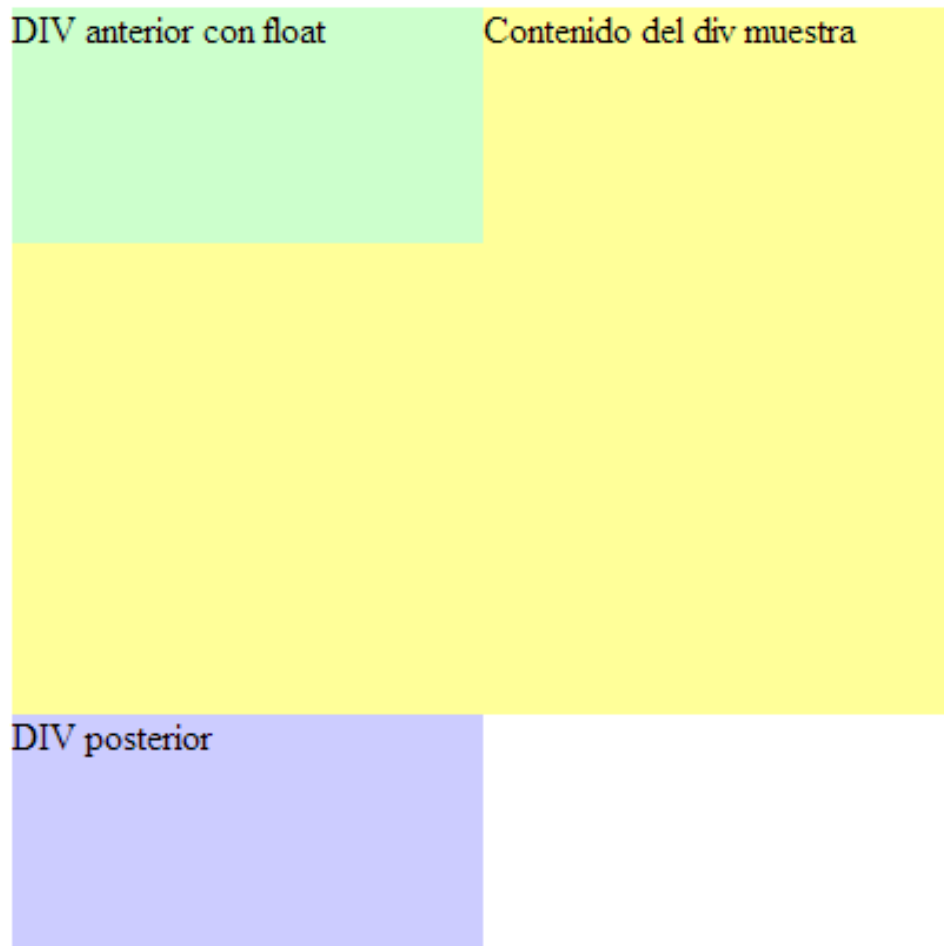 DIV anterior con float
Contenido del div muestra
DIV posterior